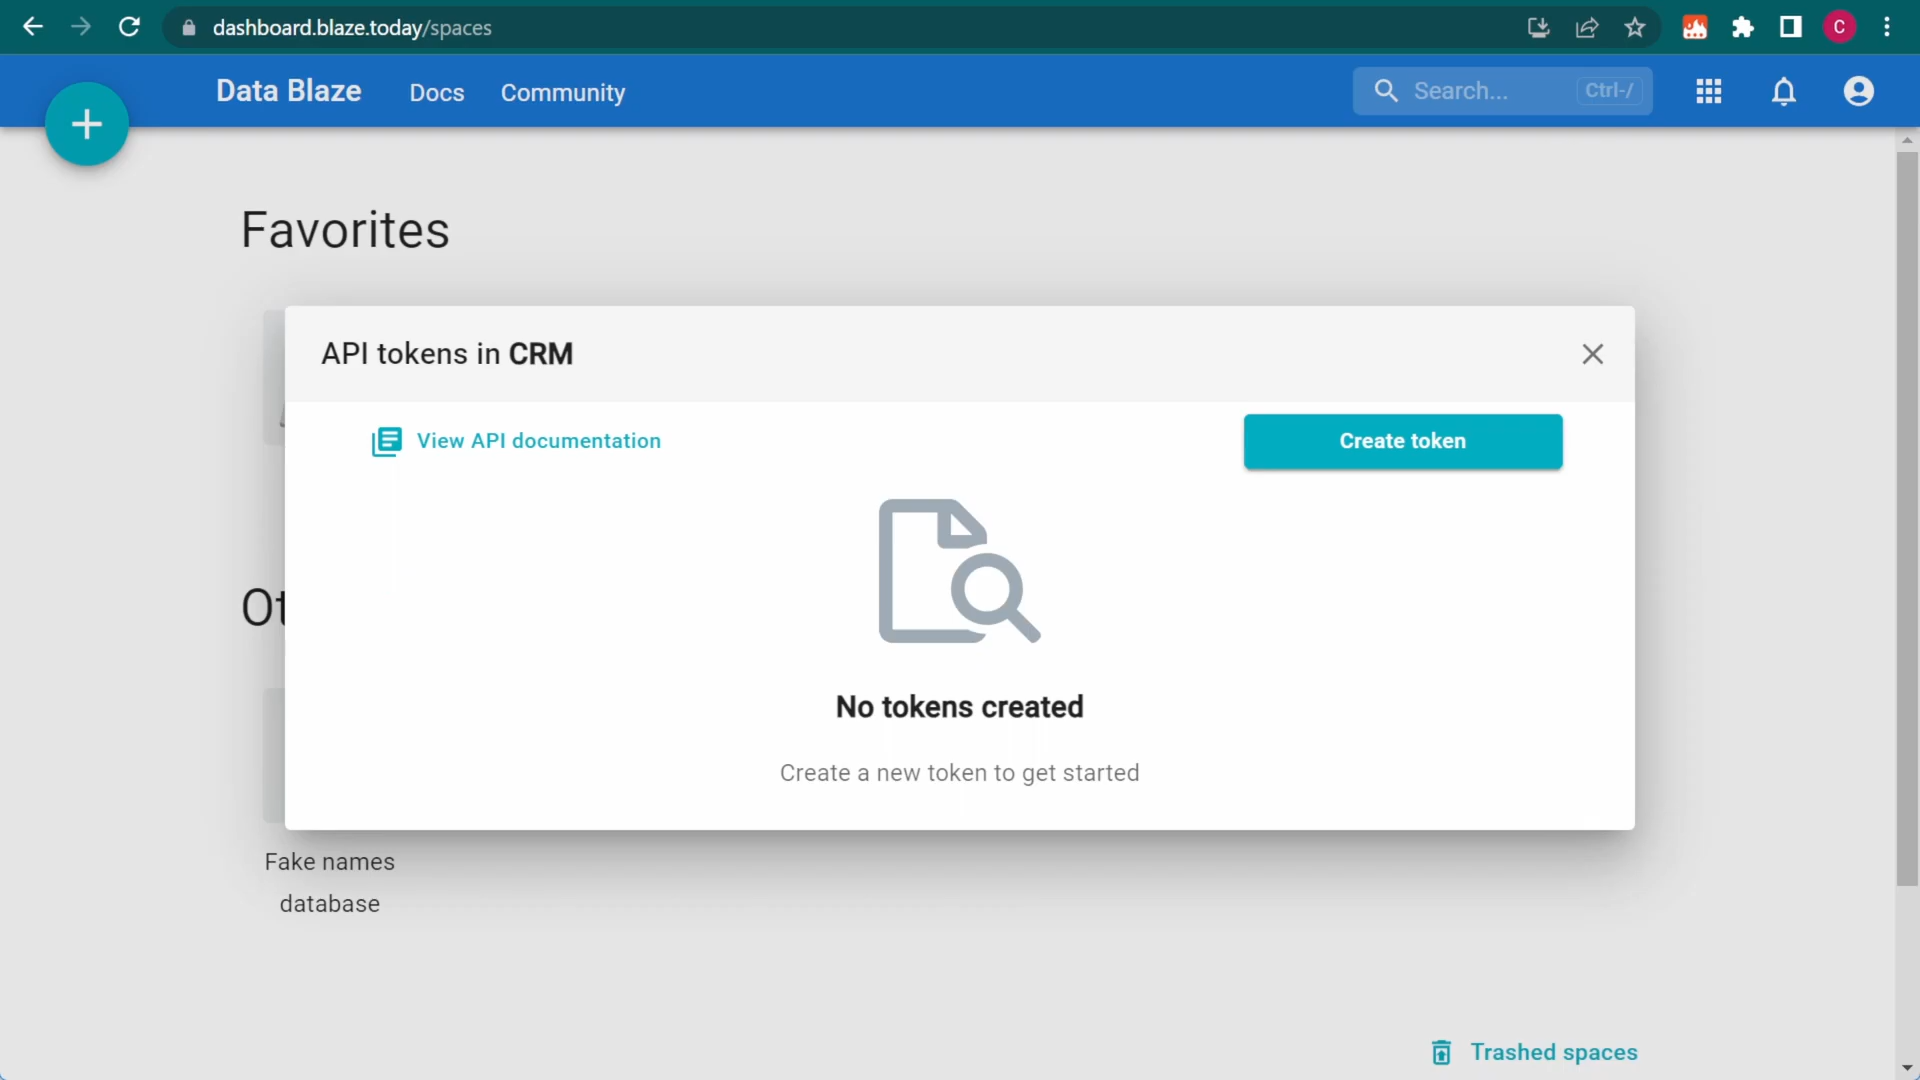 dashboard.blaze.today/spaces
C
Data Blaze
Docs
Community
Search...
Ctrl-/
Favorites
API tokens in CRM
View API documentation
Create token
No tokens created
Create a new token to get started
Ot
Fake names
database
Trashed spaces